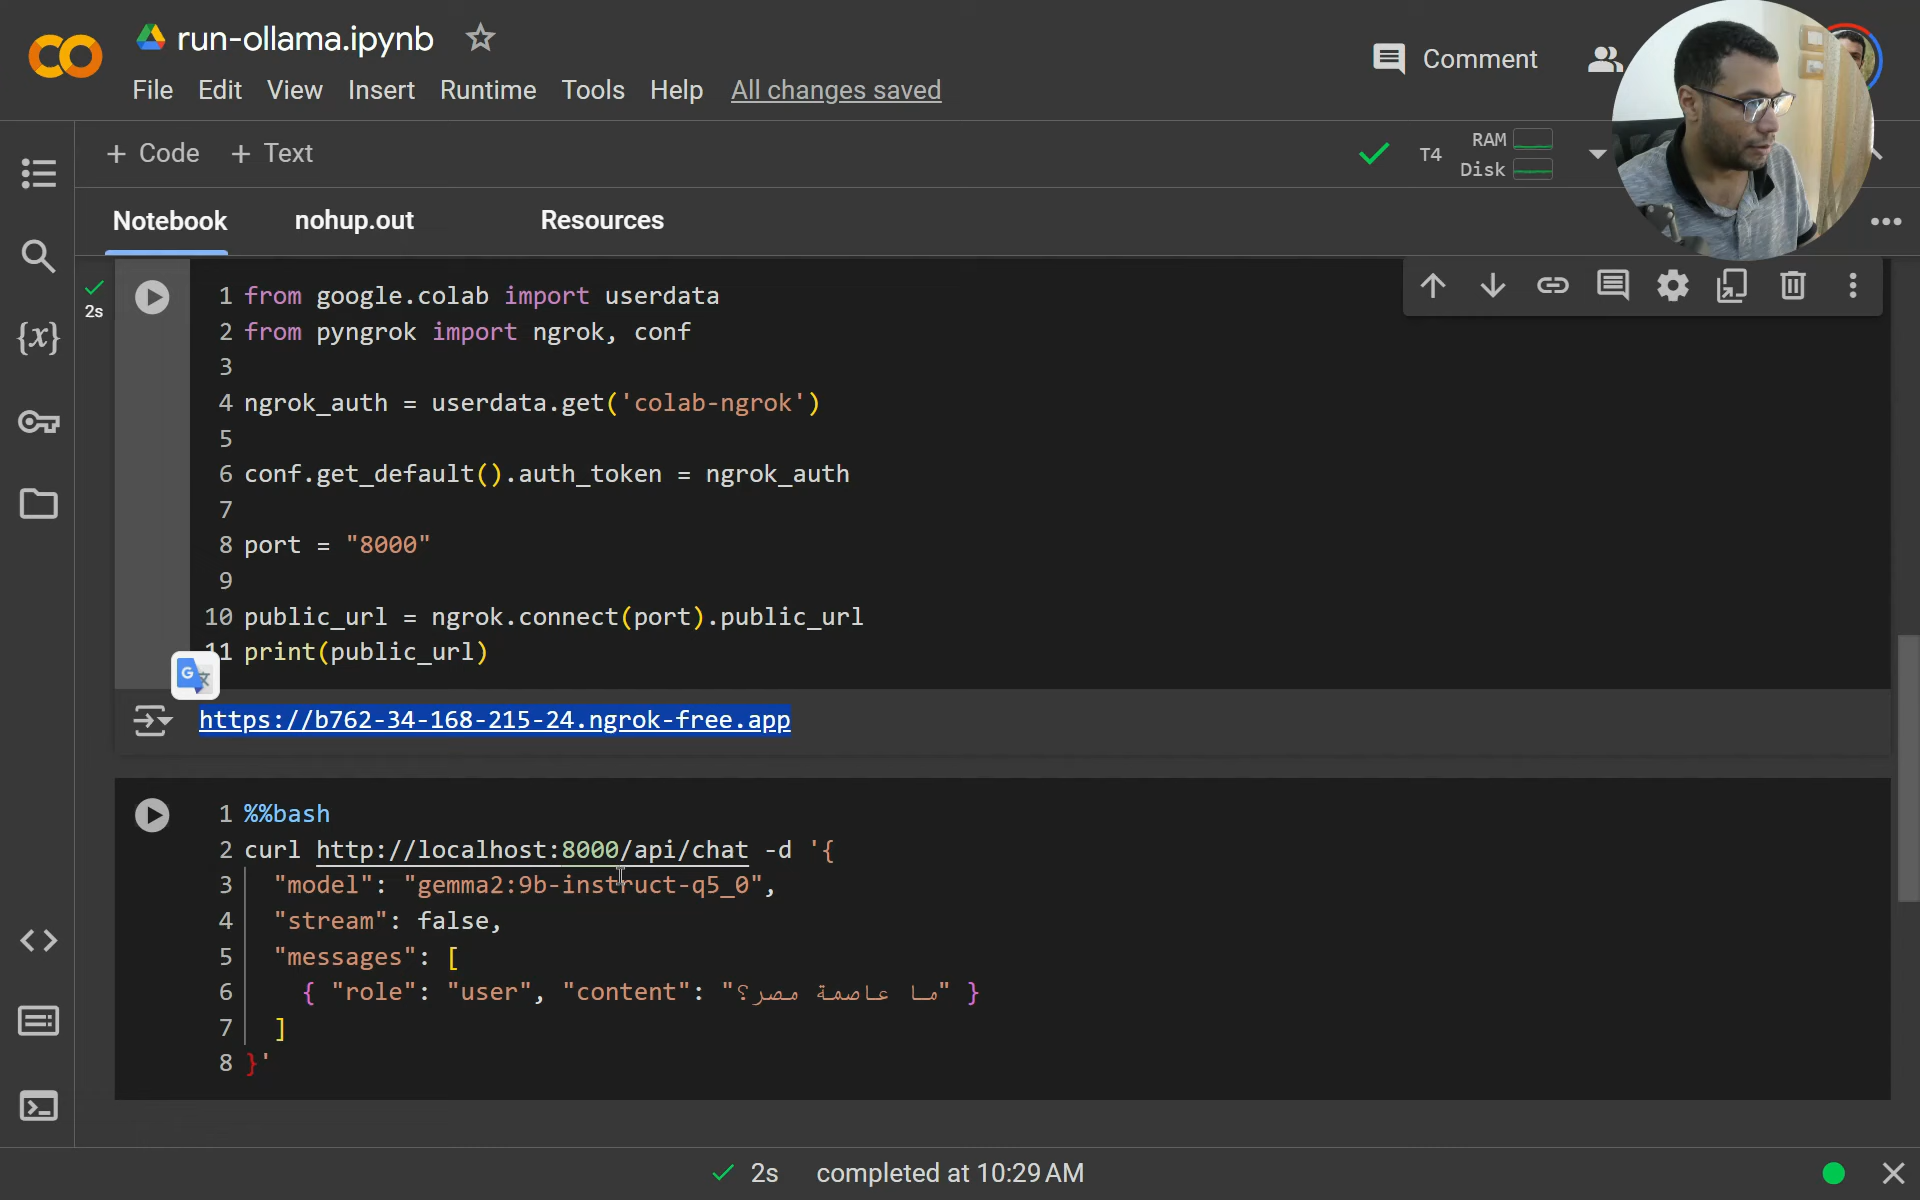 run-ollama.ipynb
Comment
File Edit View Insert Runtime Tools Help All changes saved
+ Code + Text
T4 RAM
Disk
Notebook nohup.out Resources
2s
1 from google.colab import userdata
2 from pyngrok import ngrok, conf
3
4 ngrok_auth = userdata.get('colab-ngrok')
5
6 conf.get_default().auth_token = ngrok_auth
7
8 port = "8000"
9
10 public_url = ngrok.connect(port).public_url
11 print(public_url)
https://b762-34-168-215-24.ngrok-free.app
1 %%bash
2 curl http://localhost:8000/api/chat -d '{
3 "model": "gemma2:9b-instruct-q5_0",
4 "stream": false,
5 "messages": [
6 { "role": "user", "content": "ما عاصمة مصر؟" }
7 ]
8 }'
2s completed at 10:29 AM